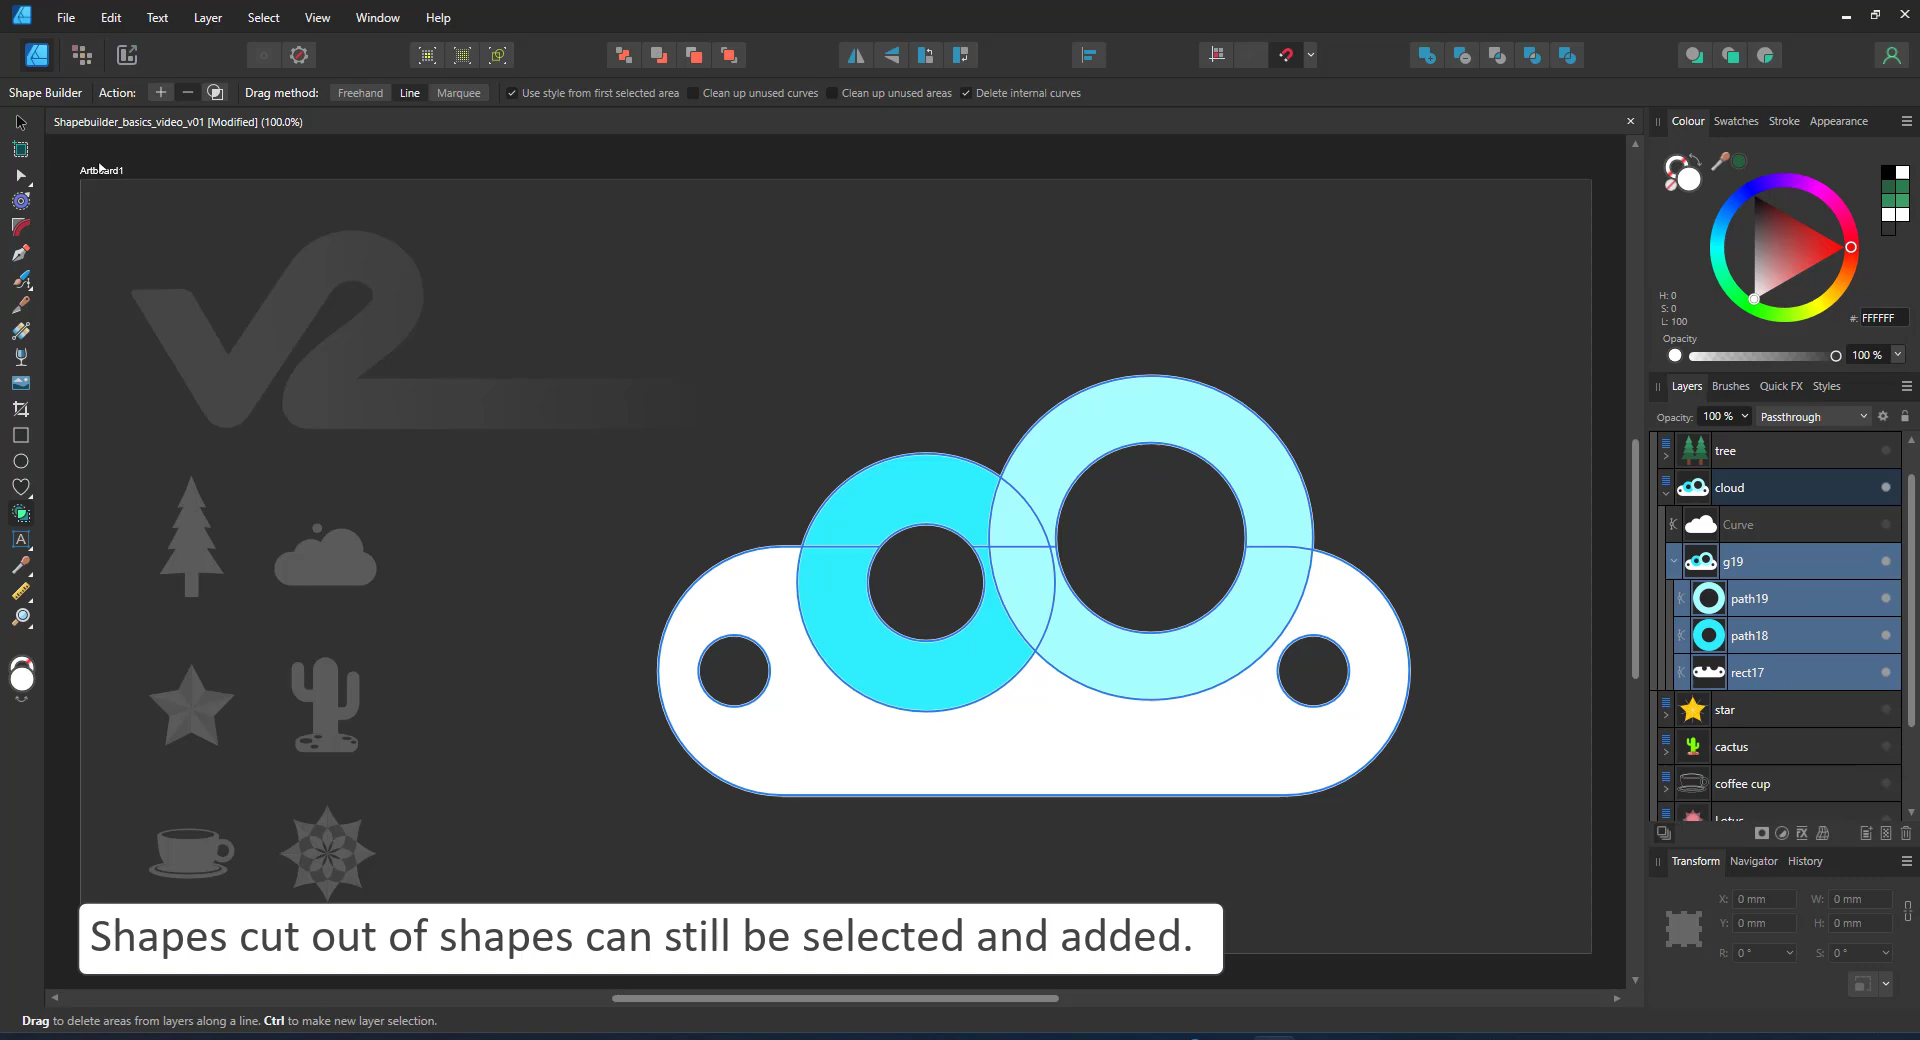 File Edit Text Layer Select View Window Help
Shape Builder Action: Drag method: Freehand Line Marquee Use style from first selected area Clean up unused curves Clean up unused areas Delete internal curves
Shapebuilder_basics_video_v01 [Modified] (100.0%)
Artboard1
V2
Colour Swatches Stroke Appearance
H: 0
S: 0
L: 100
#: FFFFFF
Opacity
100 %
Layers Brushes Quick FX Styles
Opacity: 100 % Passthrough
tree
cloud
Curve
g19
path19
path18
rect17
star
cactus
coffee cup
Lotus
Transform Navigator History
X: 0 mm W: 0 mm
Y: 0 mm H: 0 mm
R: 0 ° S: 0 °
Shapes cut out of shapes can still be selected and added.
Drag to delete areas from layers along a line. Ctrl to make new layer selection.